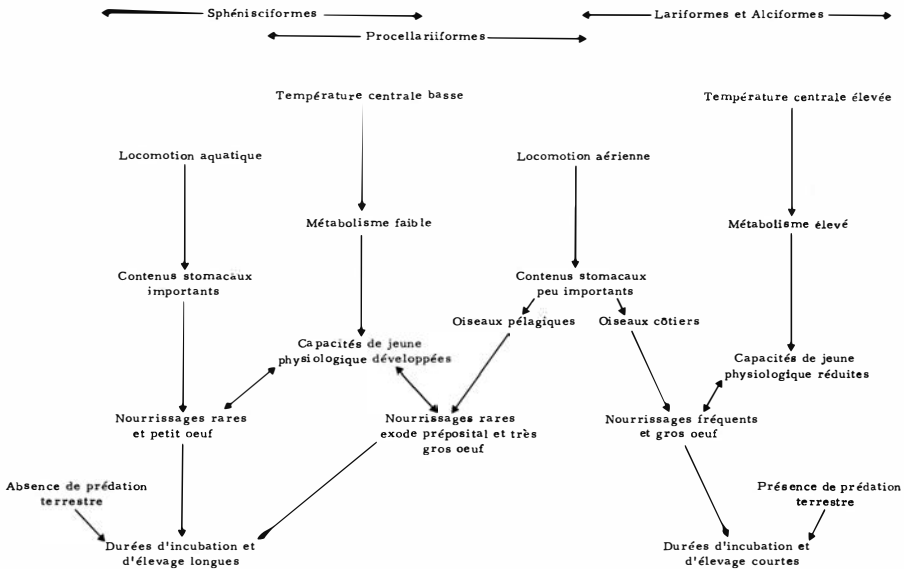 Sphénisciformes
Lariformes et Alciformes
Procellariiformes
Température centrale basse
Température centrale élevée
Locomotion aquatique
Locomotion aérienne
Métabolisme faible
Métabolisme élevé
Contenus stomacaux
importants
Contenus stomacaux
peu importants
Oiseaux pélagiques
Oiseaux côtiers
Capacités de jeune
physiologique développées
Capacités de jeune
physiologique réduites
Nourrissages rares
et petit oeuf
Nourrissages rares
exode préposital et très
gros oeuf
Nourrissages fréquents
et gros oeuf
Absence de prédation
terrestre
Présence de prédation
terrestre
Durées d'incubation et
d'élevage longues
Durées d'incubation et
d'élevage courtes